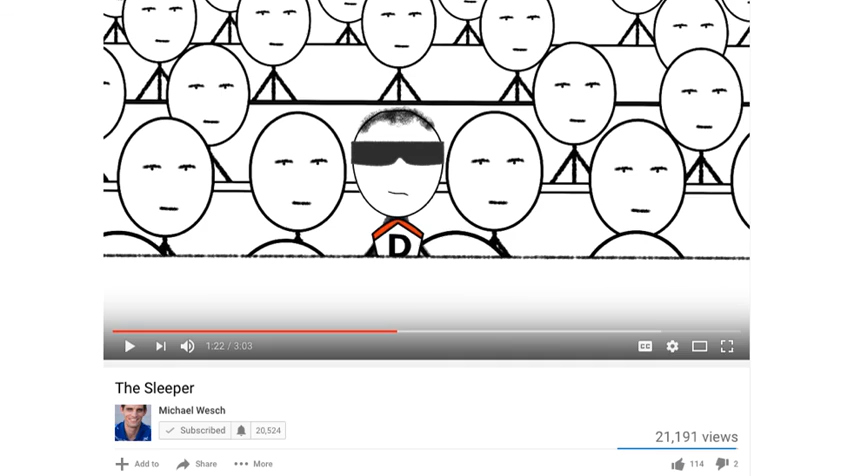 D
1:22 / 3:03
CC
The Sleeper
Michael Wesch
Subscribed 20,524
21,191 views
Add to Share More
114 2